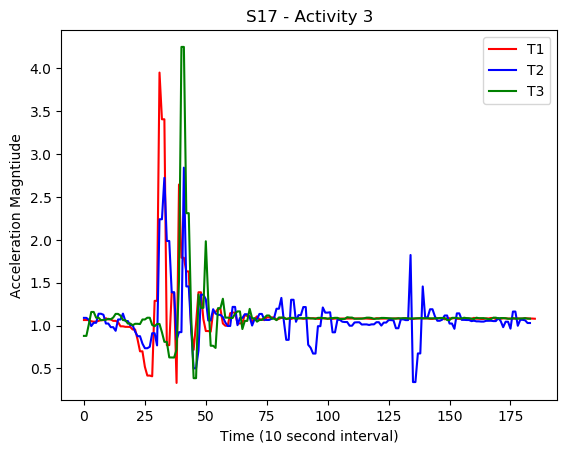 S17 - Activity 3
T1
T2
T3
Acceleration Magntiude
4.0
3.5
3.0
2.5
2.0
1.5
1.0
0.5
0 25 50 75 100 125 150 175
Time (10 second interval)